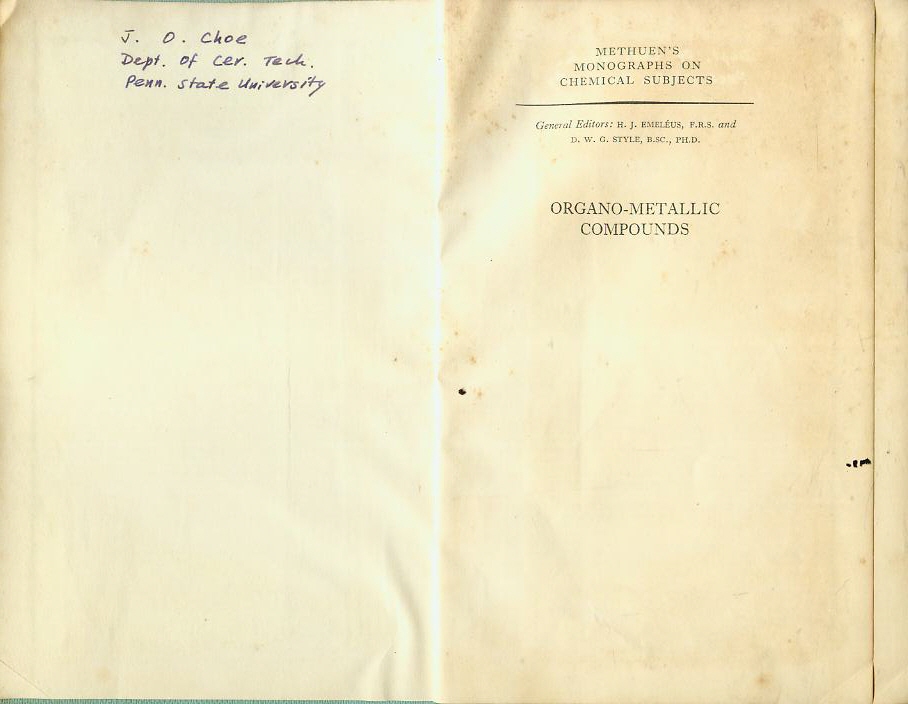 J. O. Choe
Dept. Of Cer. Tech.
Penn. State University
METHUEN'S
MONOGRAPHS ON
CHEMICAL SUBJECTS
General Editors: H. J. EMELÉUS, F.R.S. and
D. W. G. STYLE, B.SC., PH.D.
ORGANO-METALLIC
COMPOUNDS